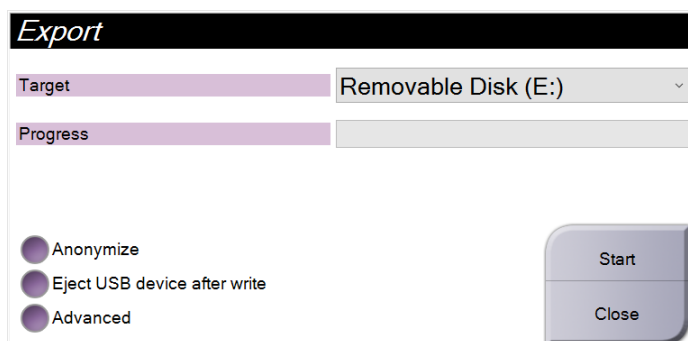 Export
Target
Removable Disk (E:)
Progress
Anonymize
Eject USB device after write
Advanced
Start
Close